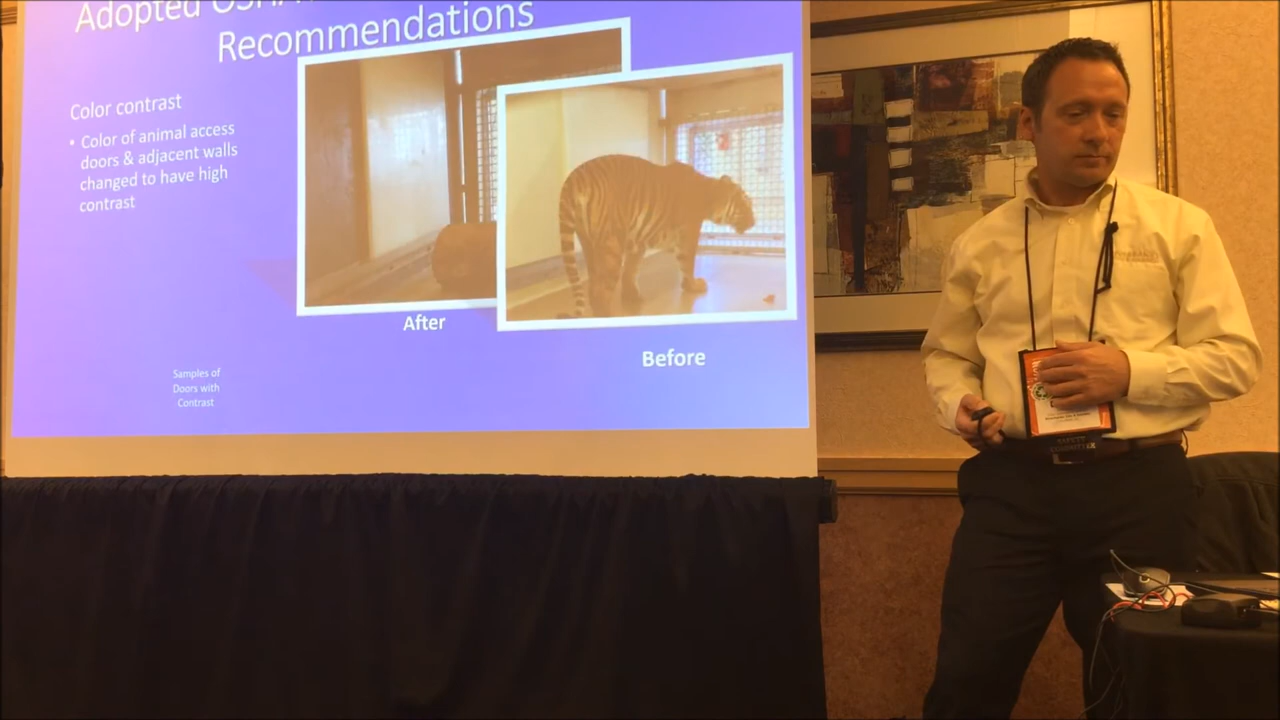 Adopted
Recommendations
Color contrast
• Color of animal access
doors & adjacent walls
changed to have high
contrast
After
Before
Samples of
Doors with
Contrast